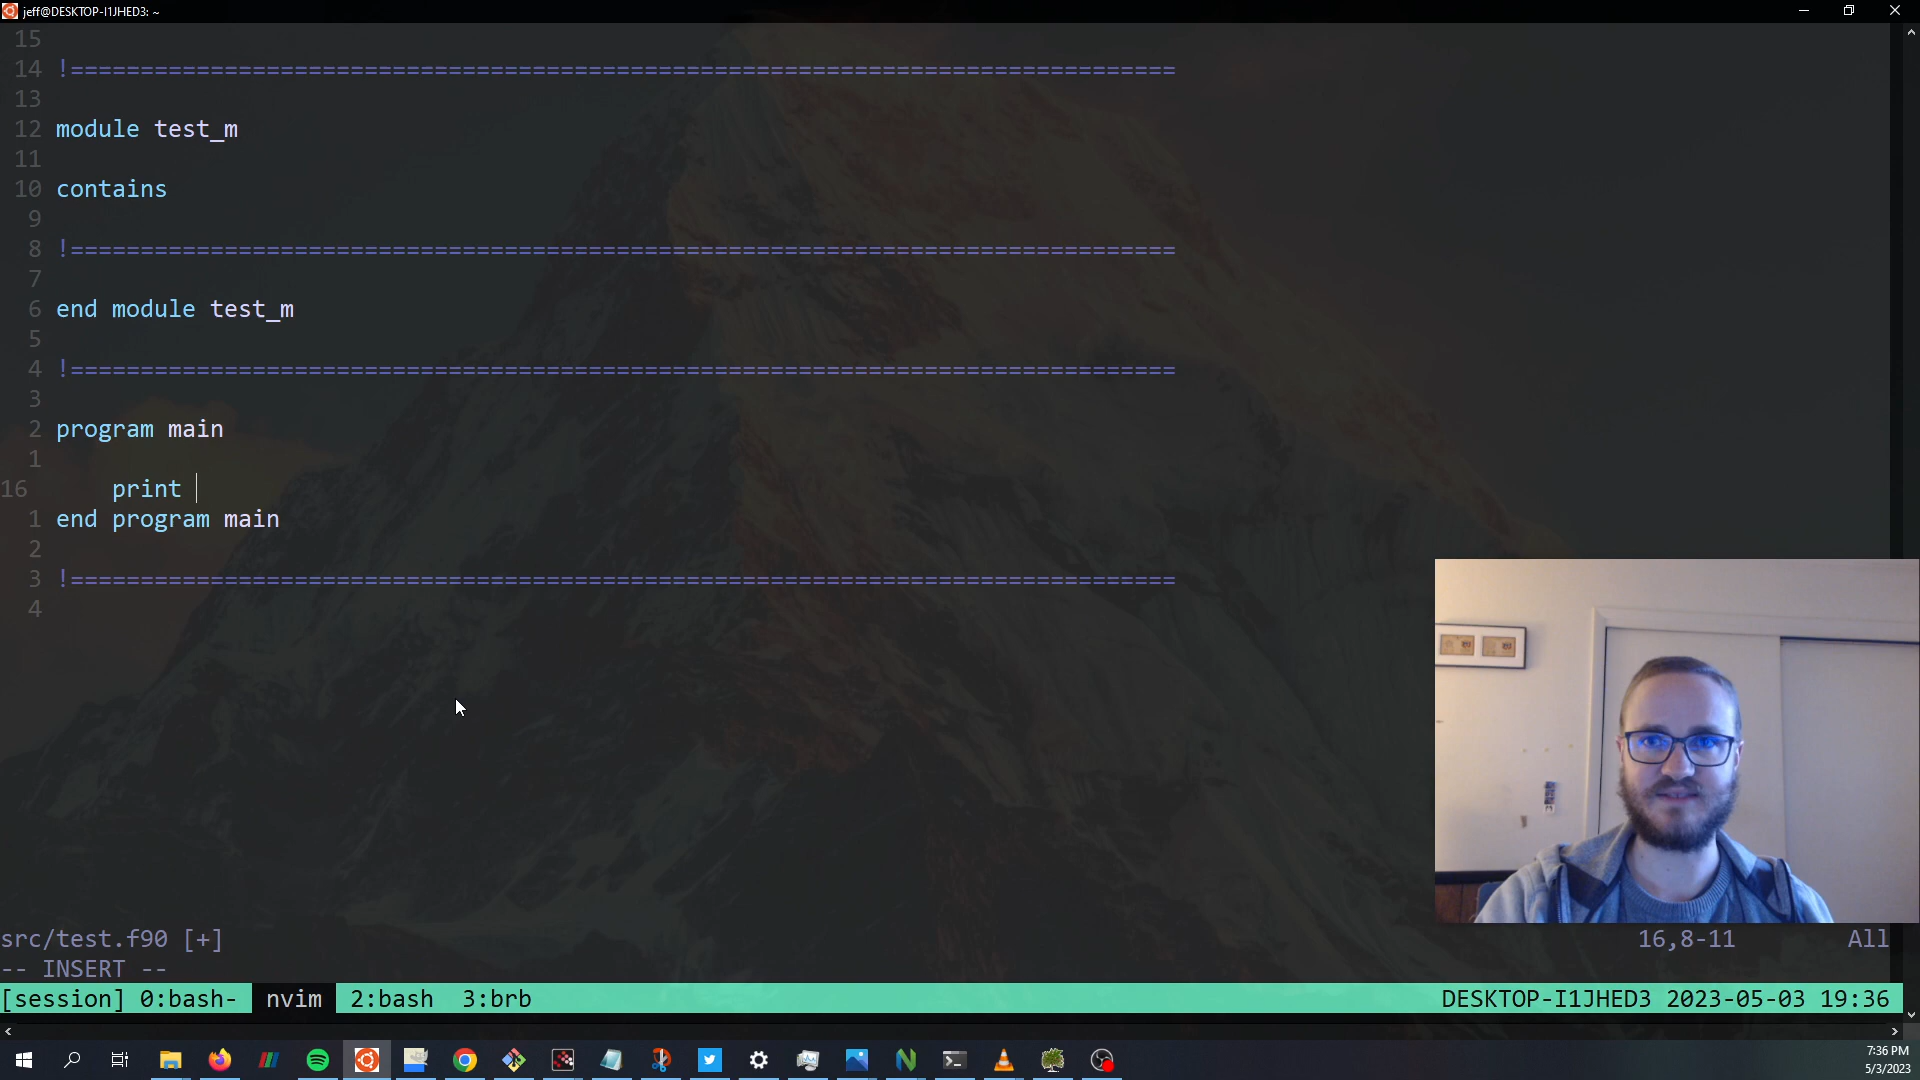 jeff@DESKTOP-I1JHED3: ~
15
14 !===============================================================================
13
12 module test_m
11
10 contains
9
8 !===============================================================================
7
6 end module test_m
5
4 !===============================================================================
3
2 program main
1
16 print
1 end program main
2
3 !===============================================================================
4
src/test.f90 [+] 16,8-11 All
-- INSERT --
[session] 0:bash- nvim 2:bash 3:brb DESKTOP-I1JHED3 2023-05-03 19:36
7:36 PM
5/3/2023